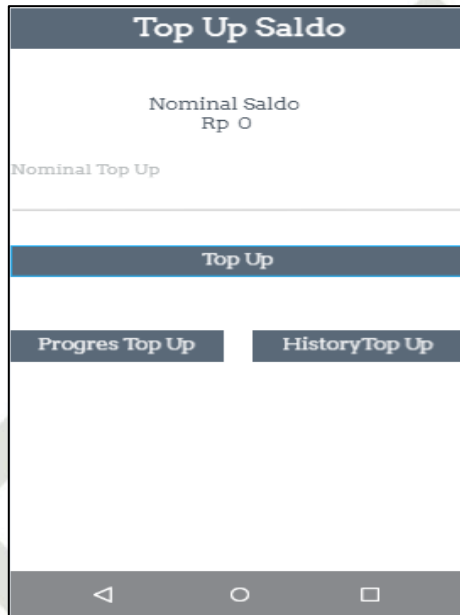 Top Up Saldo
Nominal Saldo
Rp 0
Nominal Top Up
Top Up
Progres Top Up
HistoryTop Up